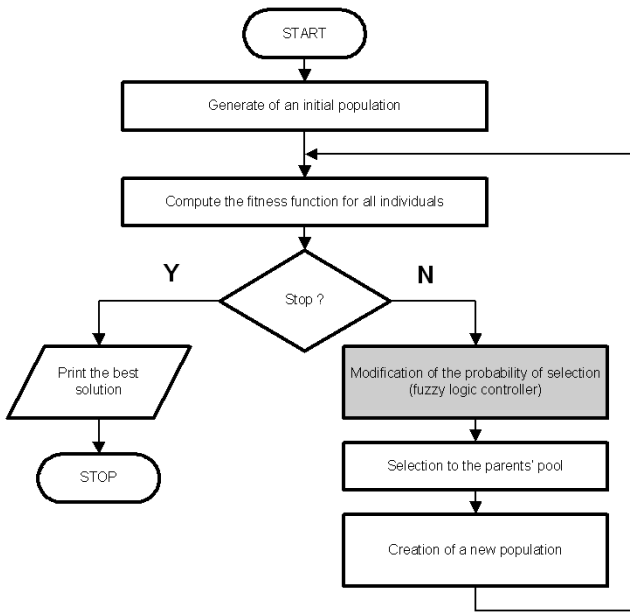 START
Generate of an initial population
Compute the fitness function for all individuals
Y
N
Stop ?
Print the best
solution
Modification of the probability of selection
(fuzzy logic controller)
STOP
Selection to the parents' pool
Creation of a new population